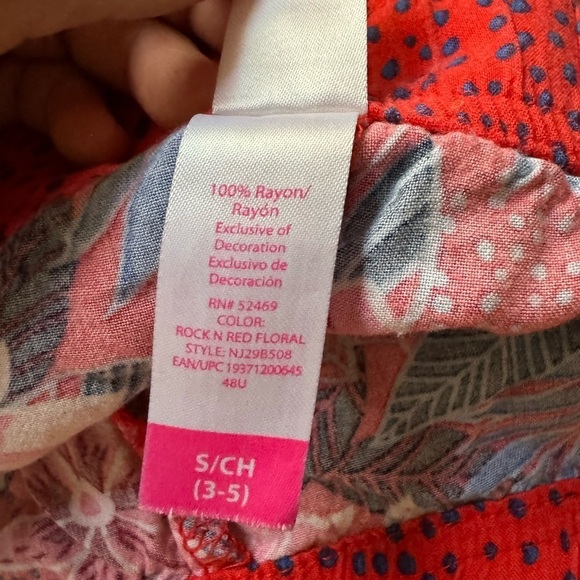 100% Rayon/
Rayón
Exclusive of
Decoration
Exclusivo de
Decoración
RN# 52469
COLOR:
ROCK N RED FLORAL
STYLE: NJ29B508
EAN/UPC 19371200645
48U
S/CH
(3-5)